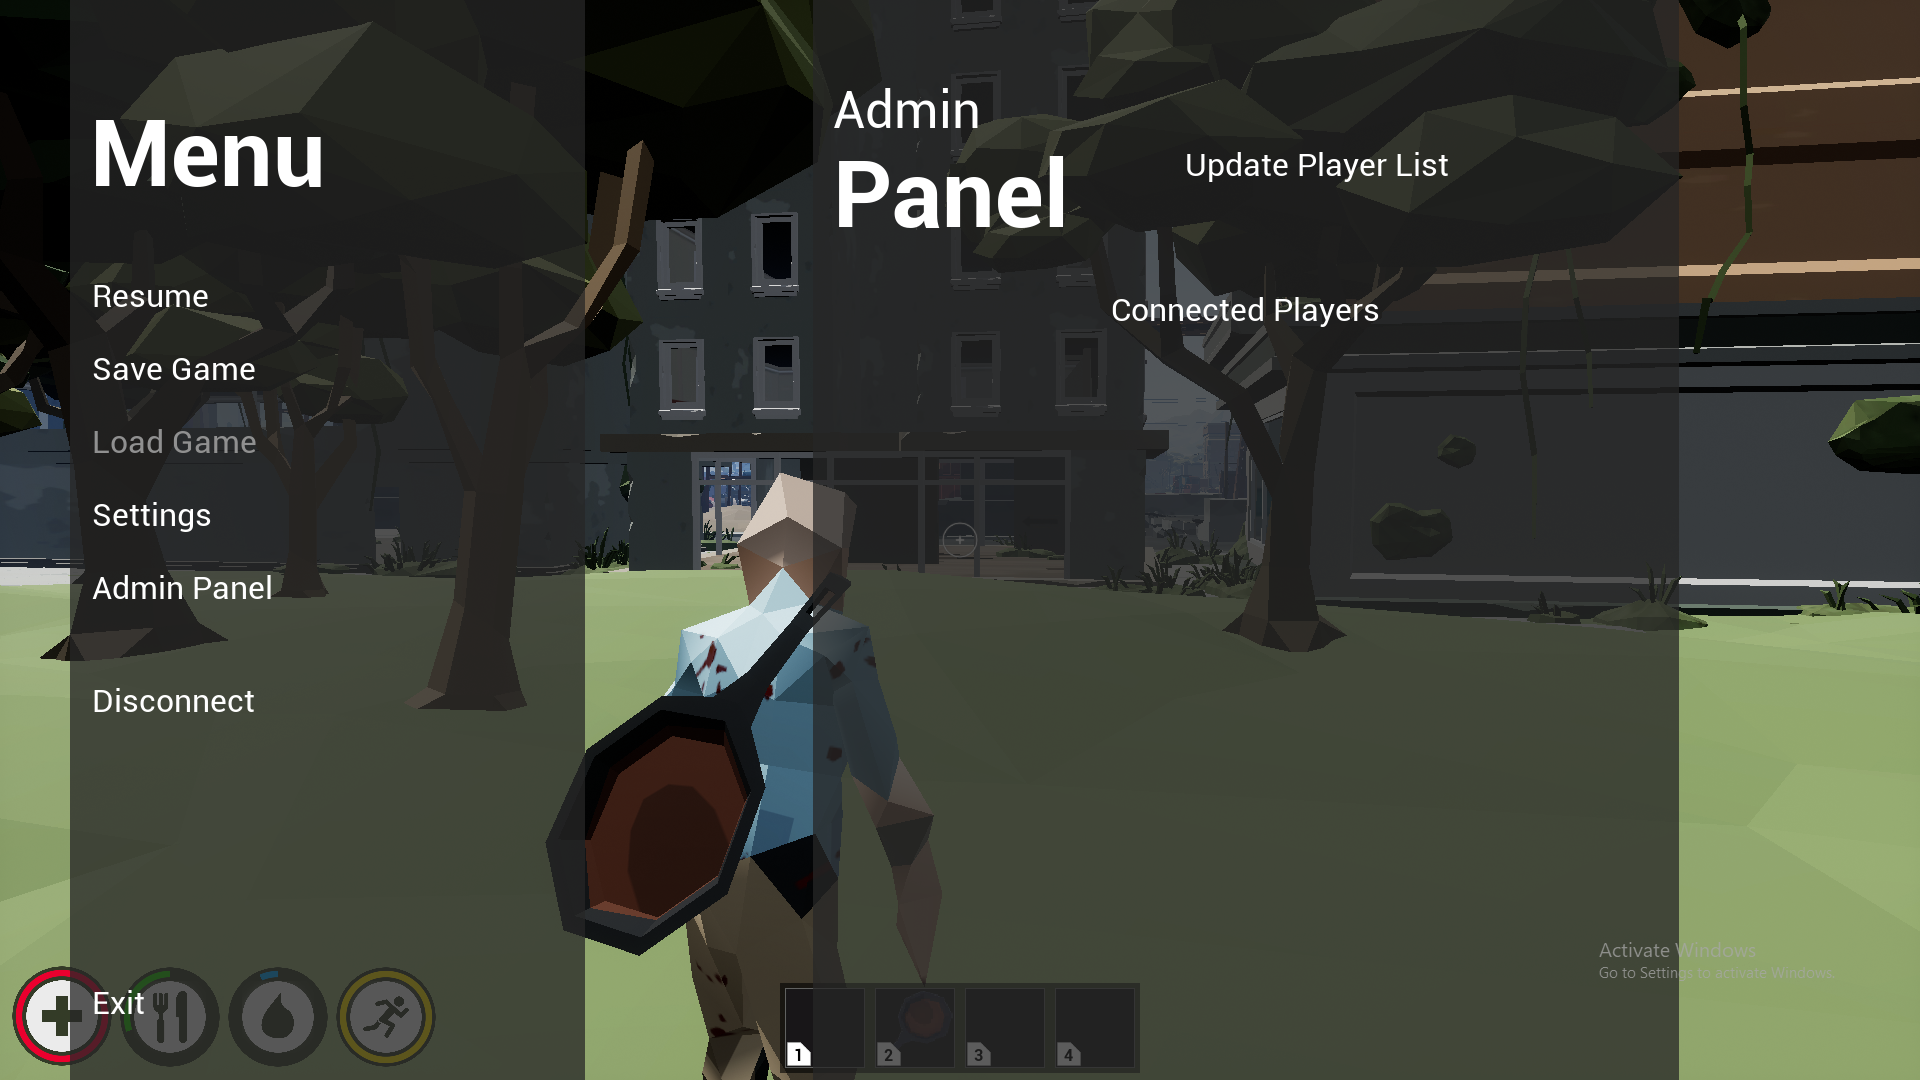 Menu
Resume
Save Game
Load Game
Settings
Admin Panel
Disconnect
Exit
Admin
Panel
Update Player List
Connected Players
Activate Windows
Go to Settings to activate Windows.
1
2
3
4